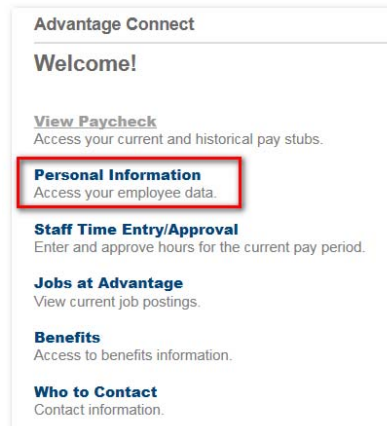 Advantage Connect
Welcome!
View Paycheck
Access your current and historical pay stubs.
Personal Information
Access your employee data.
Staff Time Entry/Approval
Enter and approve hours for the current pay period.
Jobs at Advantage
View current job postings.
Benefits
Access to benefits information.
Who to Contact
Contact information.